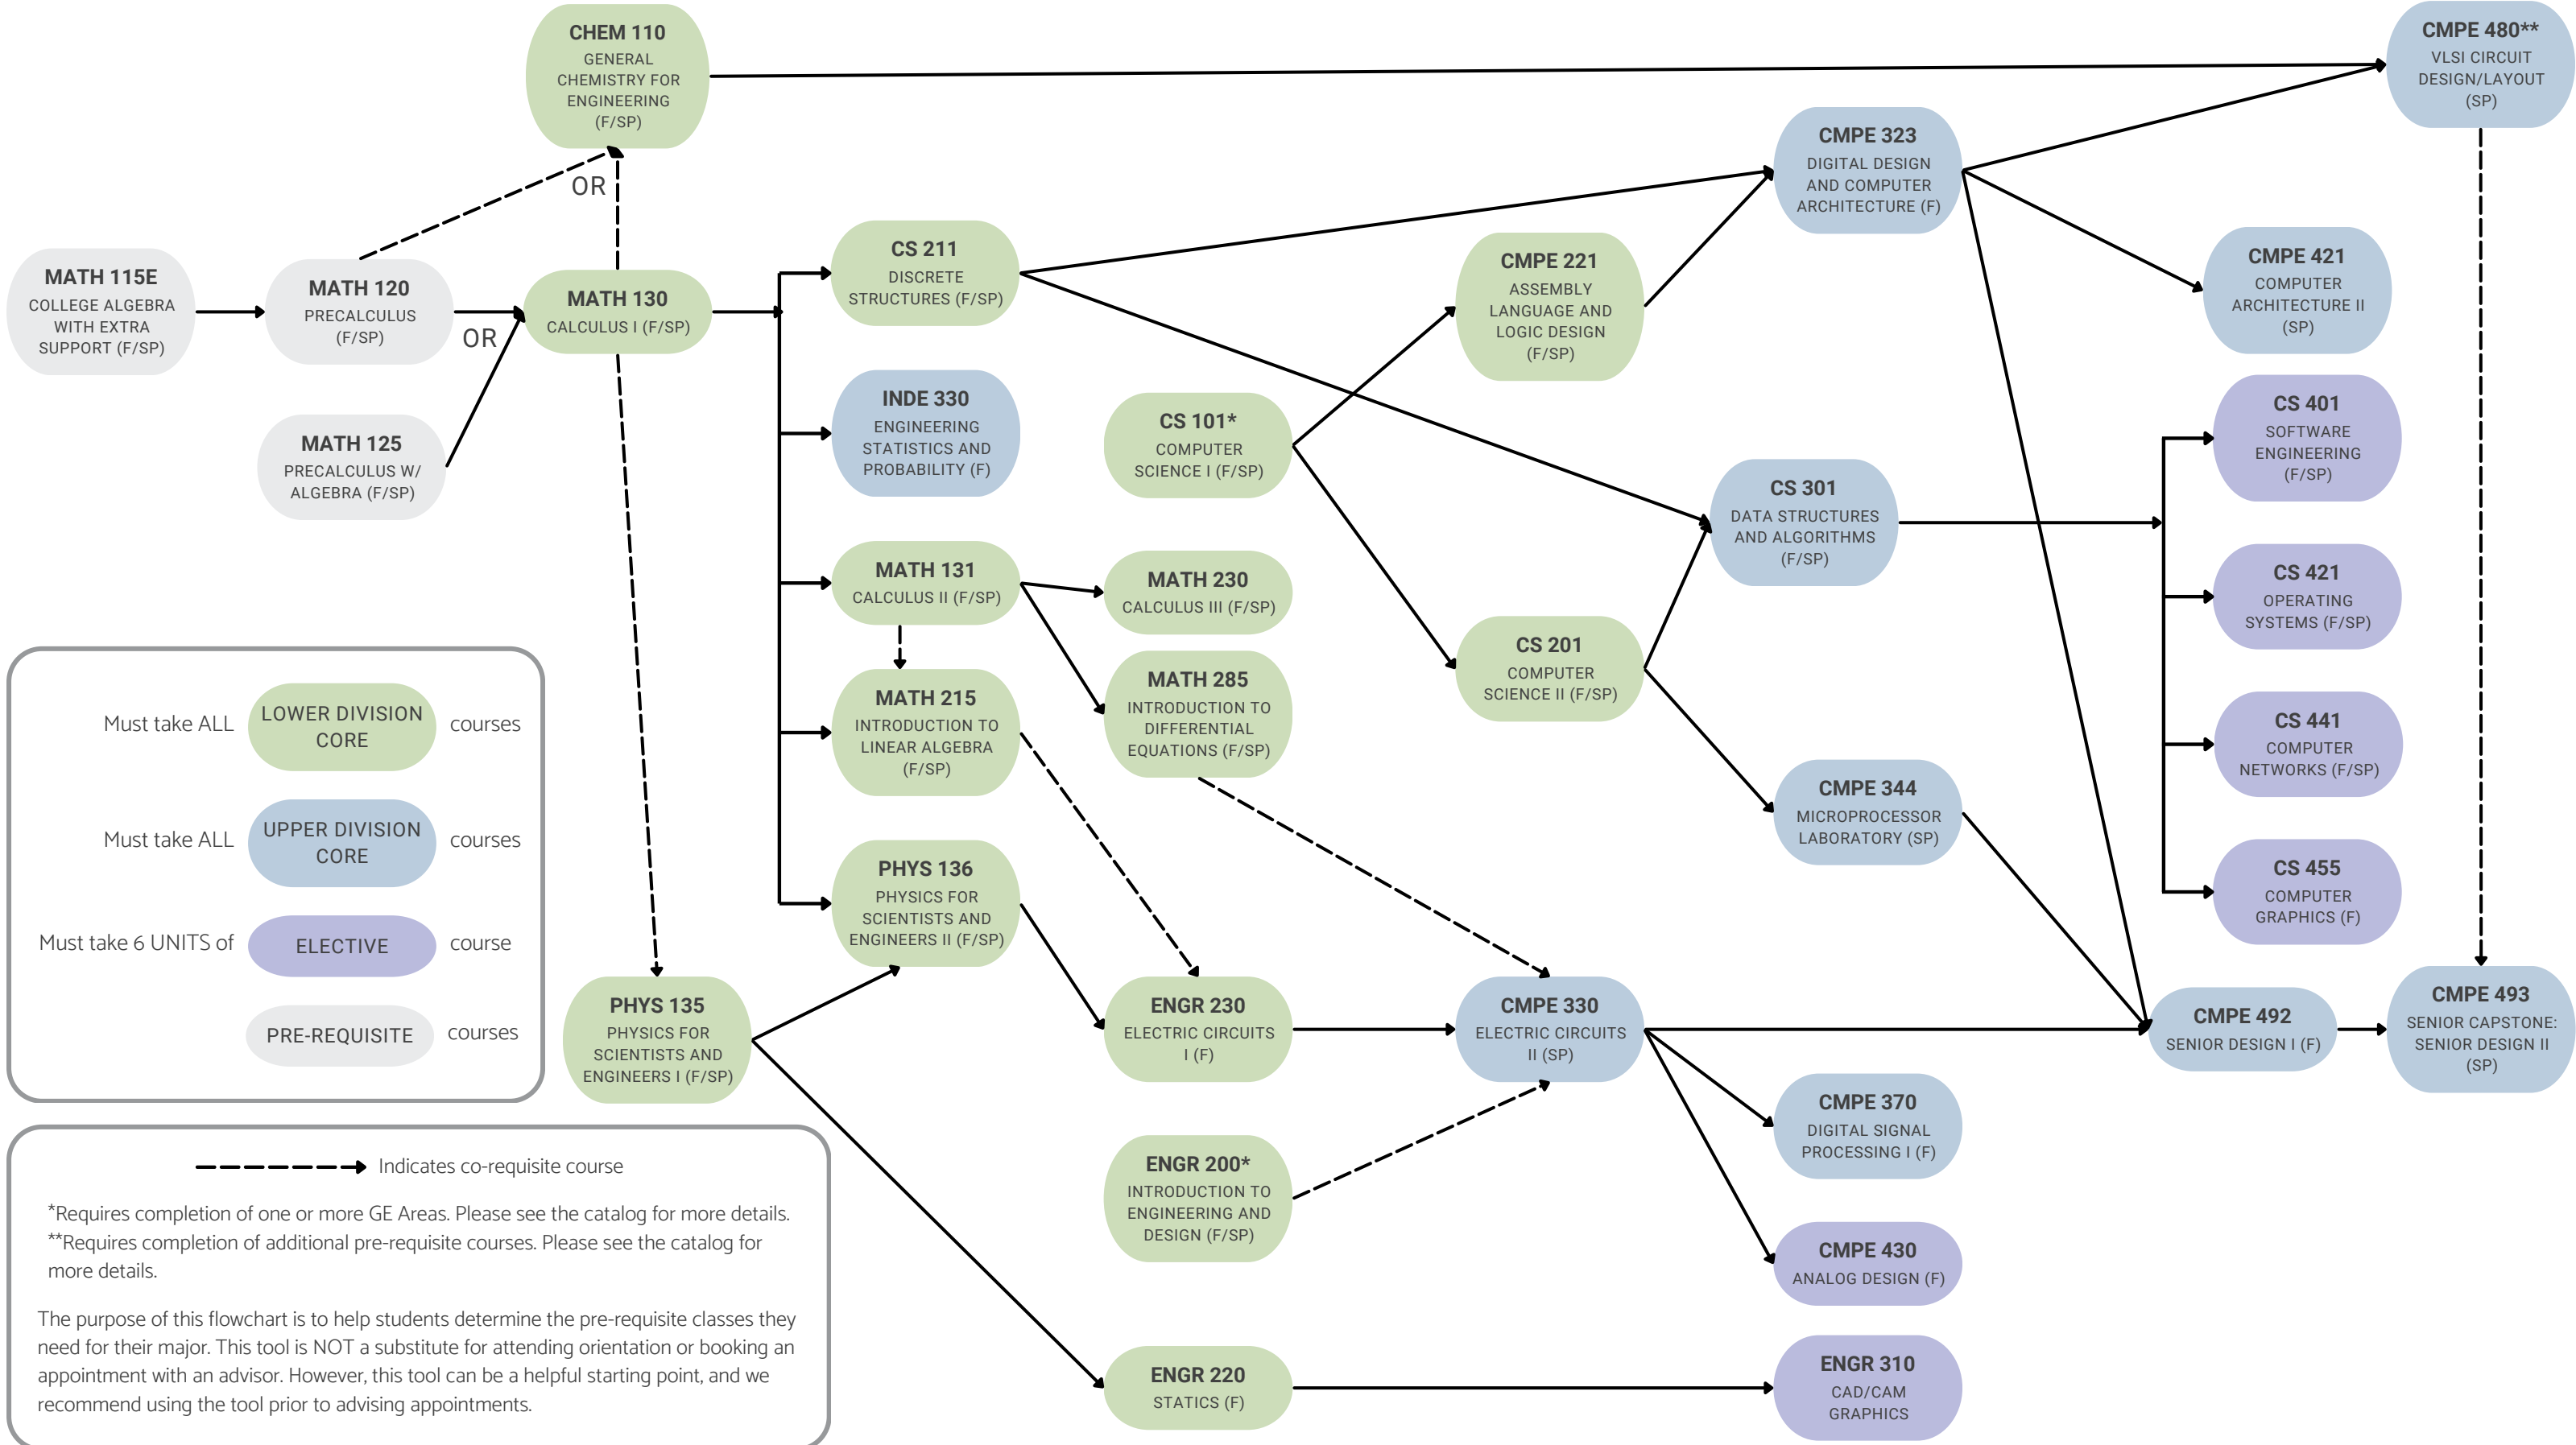 CHEM 110
GENERAL
CHEMISTRY FOR
ENGINEERING
(F/SP)
CMPE 480**
VLSI CIRCUIT
DESIGN/LAYOUT
(SP)
CMPE 323
DIGITAL DESIGN
AND COMPUTER
ARCHITECTURE (F)
OR
MATH 115E
COLLEGE ALGEBRA
WITH EXTRA
SUPPORT (F/SP)
MATH 120
PRECALCULUS
(F/SP)
OR
MATH 130
CALCULUS I (F/SP)
MATH 125
PRECALCULUS W/
ALGEBRA (F/SP)
CS 211
DISCRETE
STRUCTURES (F/SP)
INDE 330
ENGINEERING
STATISTICS AND
PROBABILITY (F)
CS 101*
COMPUTER
SCIENCE I (F/SP)
CMPE 221
ASSEMBLY
LANGUAGE AND
LOGIC DESIGN
(F/SP)
CMPE 421
COMPUTER
ARCHITECTURE II
(SP)
CS 401
SOFTWARE
ENGINEERING
(F/SP)
CS 301
DATA STRUCTURES
AND ALGORITHMS
(F/SP)
MATH 131
CALCULUS II (F/SP)
MATH 230
CALCULUS III (F/SP)
CS 421
OPERATING
SYSTEMS (F/SP)
MATH 215
INTRODUCTION TO
LINEAR ALGEBRA
(F/SP)
MATH 285
INTRODUCTION TO
DIFFERENTIAL
EQUATIONS (F/SP)
CS 201
COMPUTER
SCIENCE II (F/SP)
CS 441
COMPUTER
NETWORKS (F/SP)
CMPE 344
MICROPROCESSOR
LABORATORY (SP)
CS 455
COMPUTER
GRAPHICS (F)
PHYS 136
PHYSICS FOR
SCIENTISTS AND
ENGINEERS II (F/SP)
PHYS 135
PHYSICS FOR
SCIENTISTS AND
ENGINEERS I (F/SP)
ENGR 230
ELECTRIC CIRCUITS
I (F)
CMPE 330
ELECTRIC CIRCUITS
II (SP)
CMPE 492
SENIOR DESIGN I (F)
CMPE 493
SENIOR CAPSTONE:
SENIOR DESIGN II
(SP)
CMPE 370
DIGITAL SIGNAL
PROCESSING I (F)
ENGR 200*
INTRODUCTION TO
ENGINEERING AND
DESIGN (F/SP)
CMPE 430
ANALOG DESIGN (F)
ENGR 220
STATICS (F)
ENGR 310
CAD/CAM
GRAPHICS
Must take ALL LOWER DIVISION courses
CORE
Must take ALL UPPER DIVISION courses
CORE
Must take 6 UNITS of ELECTIVE course
PRE-REQUISITE courses
Indicates co-requisite course
*Requires completion of one or more GE Areas. Please see the catalog for more details.
**Requires completion of additional pre-requisite courses. Please see the catalog for
more details.
The purpose of this flowchart is to help students determine the pre-requisite classes they
need for their major. This tool is NOT a substitute for attending orientation or booking an
appointment with an advisor. However, this tool can be a helpful starting point, and we
recommend using the tool prior to advising appointments.